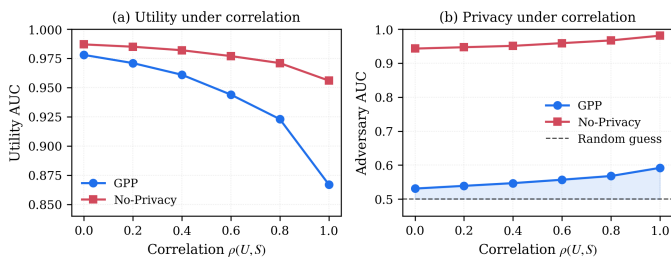 (a) Utility under correlation
Utility AUC
1.000
0.975
0.950
0.925
0.900
0.875
0.850
GPP
No-Privacy
0.0 0.2 0.4 0.6 0.8 1.0
Correlation ρ(U, S)
(b) Privacy under correlation
Adversary AUC
1.0
0.9
0.8
0.7
0.6
0.5
GPP
No-Privacy
Random guess
0.0 0.2 0.4 0.6 0.8 1.0
Correlation ρ(U, S)